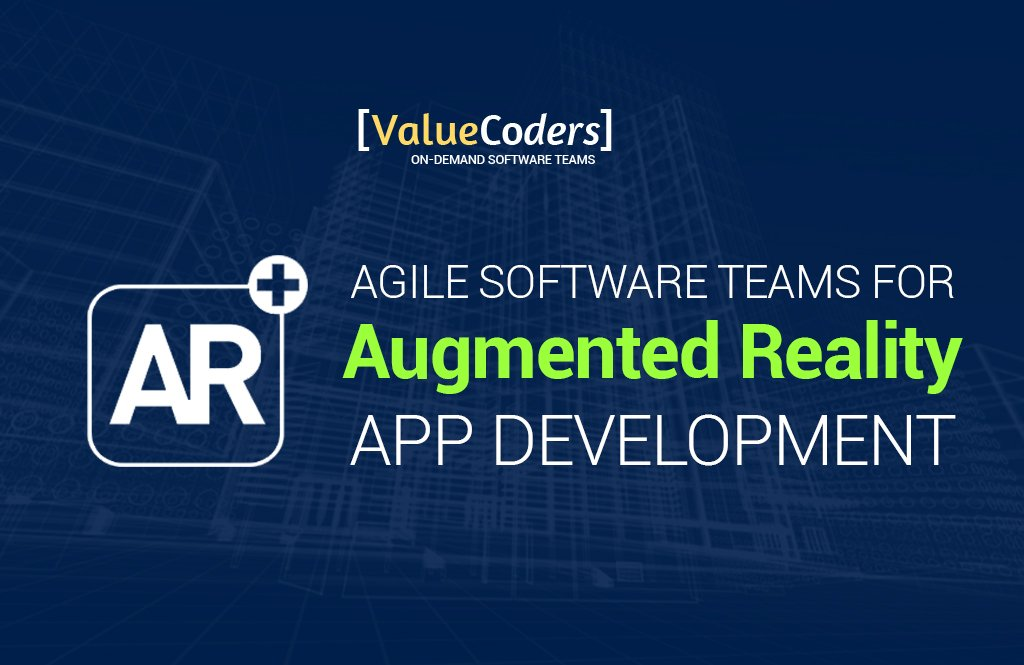 [ValueCoders]
ON-DEMAND SOFTWARE TEAMS
AR
AGILE SOFTWARE TEAMS FOR
Augmented Reality
APP DEVELOPMENT